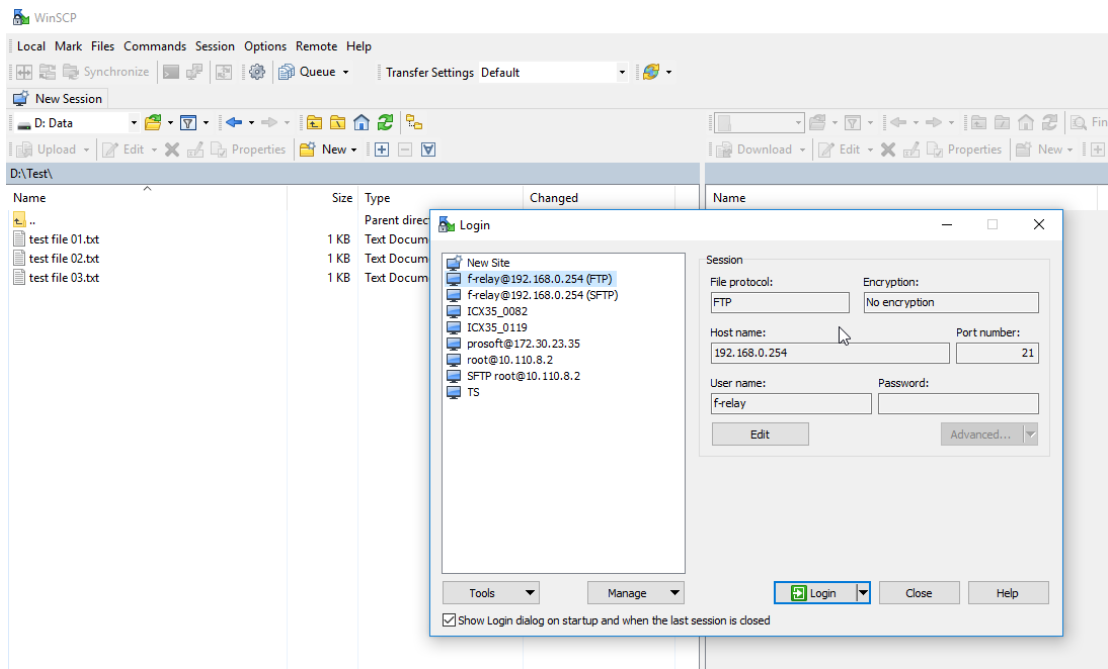 WinSCP
Local Mark Files Commands Session Options Remote Help
Synchronize Queue Transfer Settings Default
New Session
D: Data
Upload Edit Properties New Download Edit Properties New
D:\Test\
Name Size Type Changed Name
.. Parent direc
test file 01.txt 1 KB Text Docum
test file 02.txt 1 KB Text Docum
test file 03.txt 1 KB Text Docum
Login
New Site
f-relay@192.168.0.254 (FTP)
f-relay@192.168.0.254 (SFTP)
ICX35_0082
ICX35_0119
prosoft@172.30.23.35
root@10.110.8.2
SFTP root@10.110.8.2
TS
Session
File protocol: Encryption:
FTP No encryption
Host name: Port number:
192.168.0.254 21
User name: Password:
f-relay
Edit Advanced...
Tools Manage Login Close Help
Show Login dialog on startup and when the last session is closed